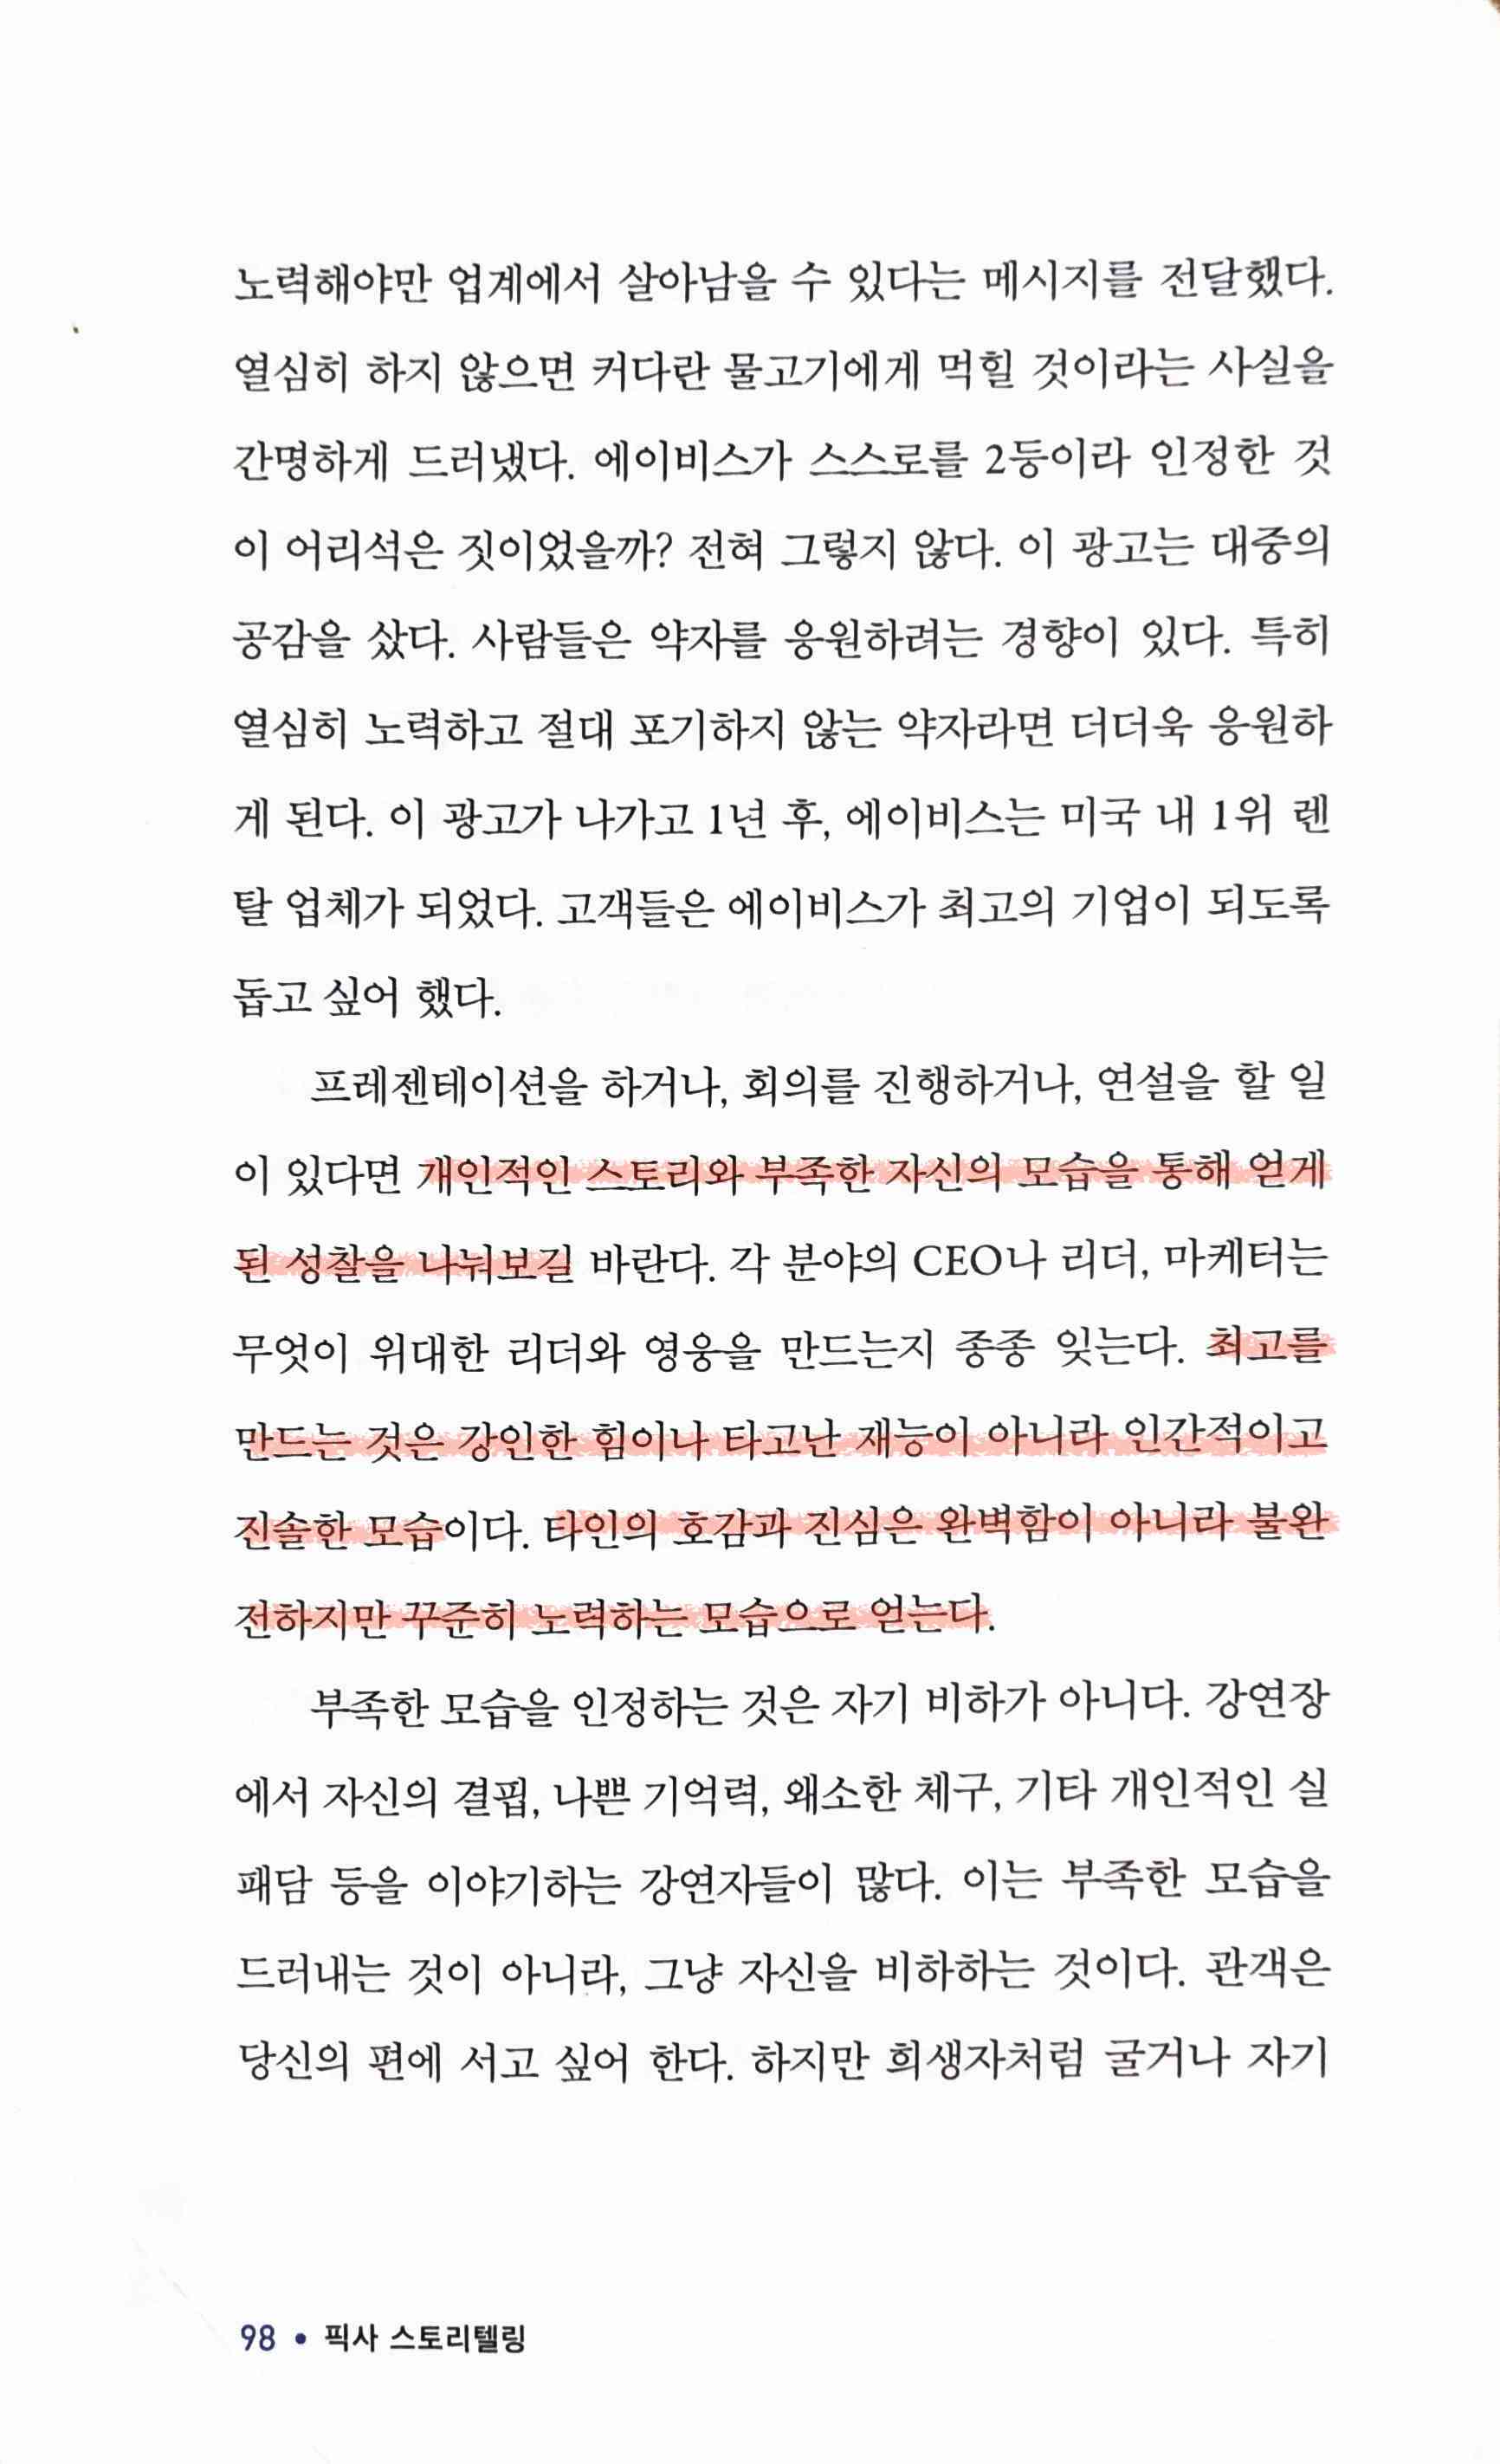 노력해야만 업계에서 살아남을 수 있다는 메시지를 전달했다.
열심히 하지 않으면 커다란 물고기에게 먹힐 것이라는 사실을
간명하게 드러냈다. 에이비스가 스스로를 2등이라 인정한 것
이 어리석은 짓이었을까? 전혀 그렇지 않다. 이 광고는 대중의
공감을 샀다. 사람들은 약자를 응원하려는 경향이 있다. 특히
열심히 노력하고 절대 포기하지 않는 약자라면 더더욱 응원하
게 된다. 이 광고가 나가고 1년 후, 에이비스는 미국 내 1위 렌
탈 업체가 되었다. 고객들은 에이비스가 최고의 기업이 되도록
돕고 싶어 했다.
프레젠테이션을 하거나, 회의를 진행하거나, 연설을 할 일
이 있다면 개인적인 스토리와 부족한 자신의 모습을 통해 얻게
된 성찰을 나눠보길 바란다. 각 분야의 CEO나 리더, 마케터는
무엇이 위대한 리더와 영웅을 만드는지 종종 잊는다. 최고를
만드는 것은 강인한 힘이나 타고난 재능이 아니라 인간적이고
진솔한 모습이다. 타인의 호감과 진심은 완벽함이 아니라 불완
전하지만 꾸준히 노력하는 모습으로 얻는다.
부족한 모습을 인정하는 것은 자기 비하가 아니다. 강연장
에서 자신의 결핍, 나쁜 기억력, 왜소한 체구, 기타 개인적인 실
패담 등을 이야기하는 강연자들이 많다. 이는 부족한 모습을
드러내는 것이 아니라, 그냥 자신을 비하하는 것이다. 관객은
당신의 편에 서고 싶어 한다. 하지만 희생자처럼 굴거나 자기
98 • 픽사 스토리텔링